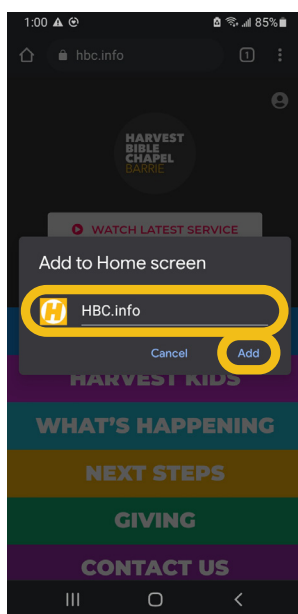 1:00
85%
hbc.info
1
HARVEST
BIBLE
CHAPEL
BARRIE
WATCH LATEST SERVICE
Add to Home screen
H HBC.info
Cancel Add
HARVEST KIDS
WHAT'S HAPPENING
NEXT STEPS
GIVING
CONTACT US